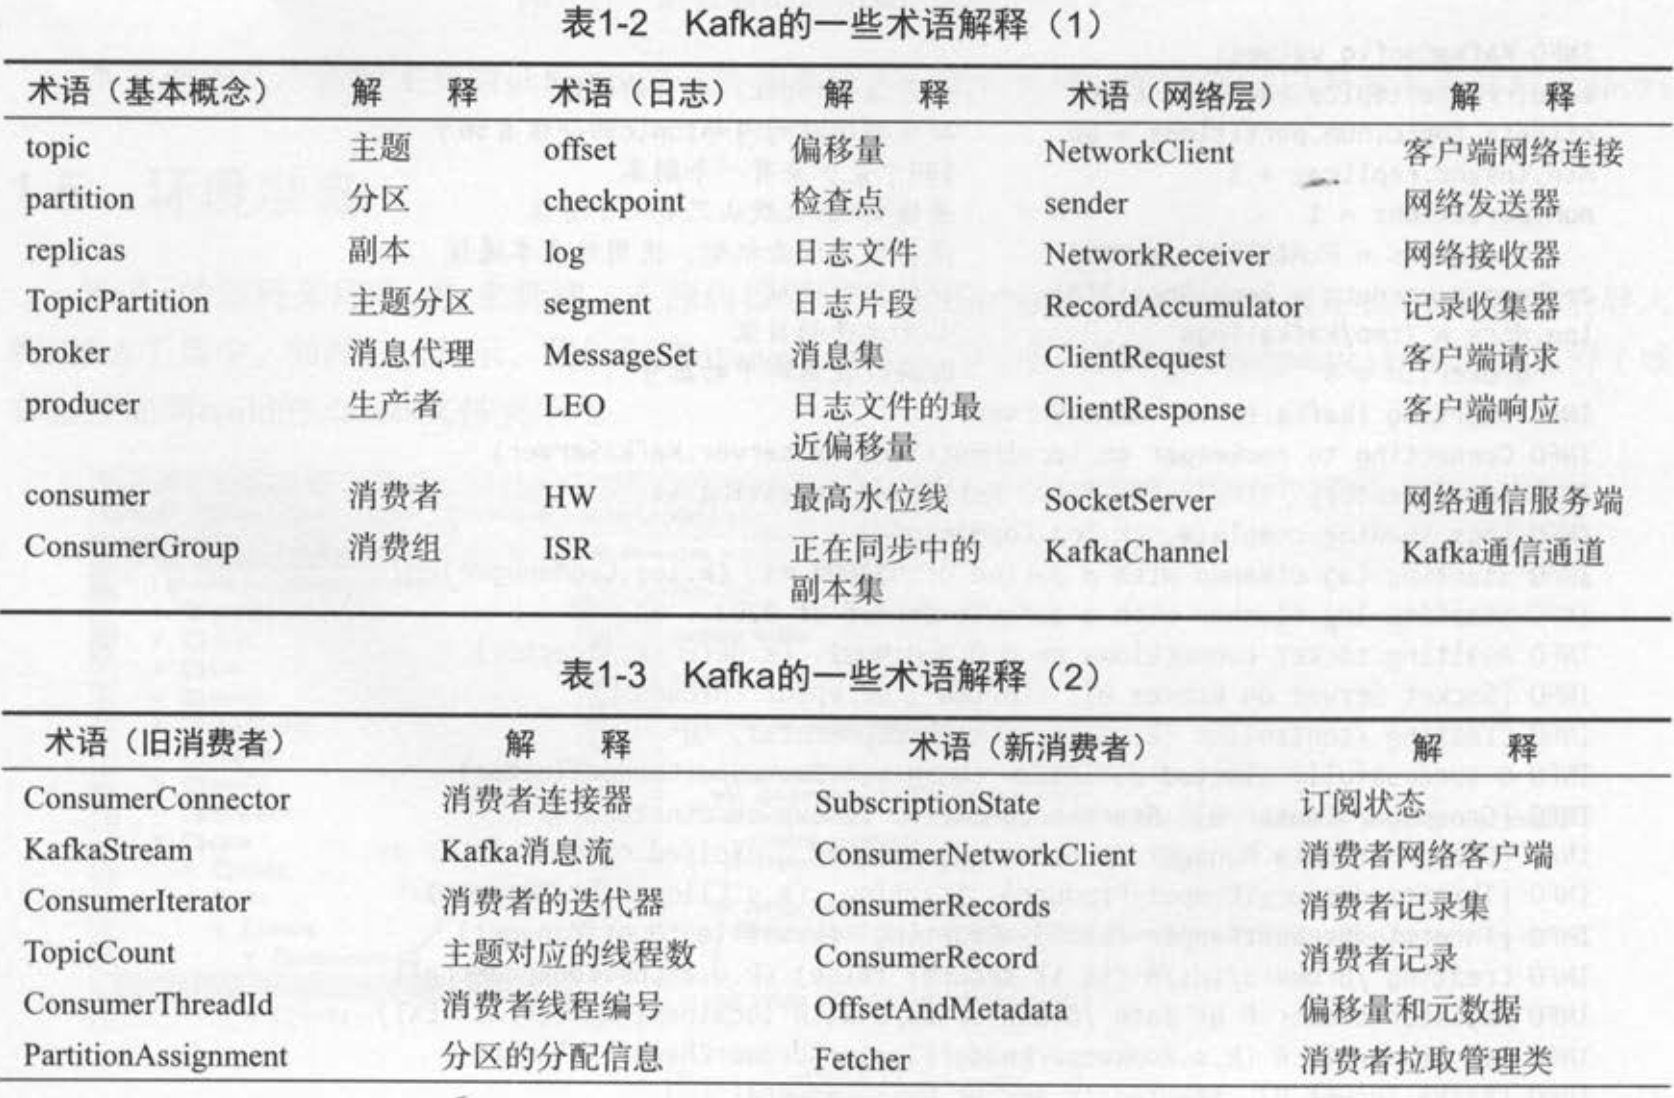 表1-2 Kafka的一些术语解释（1）
术语（基本概念） 解 释 术语（日志） 解 释 术语（网络层） 解 释
topic 主题 offset 偏移量 NetworkClient 客户端网络连接
partition 分区 checkpoint 检查点 sender 网络发送器
replicas 副本 log 日志文件 NetworkReceiver 网络接收器
TopicPartition 主题分区 segment 日志片段 RecordAccumulator 记录收集器
broker 消息代理 MessageSet 消息集 ClientRequest 客户端请求
producer 生产者 LEO 日志文件的最 ClientResponse 客户端响应
近偏移量
consumer 消费者 HW 最高水位线 SocketServer 网络通信服务端
ConsumerGroup 消费组 ISR 正在同步中的 KafkaChannel Kafka通信通道
副本集
表1-3 Kafka的一些术语解释（2）
术语（旧消费者） 解 释 术语（新消费者） 解 释
ConsumerConnector 消费者连接器 SubscriptionState 订阅状态
KafkaStream Kafka消息流 ConsumerNetworkClient 消费者网络客户端
ConsumerIterator 消费者的迭代器 ConsumerRecords 消费者记录集
TopicCount 主题对应的线程数 ConsumerRecord 消费者记录
ConsumerThreadId 消费者线程编号 OffsetAndMetadata 偏移量和元数据
PartitionAssignment 分区的分配信息 Fetcher 消费者拉取管理类